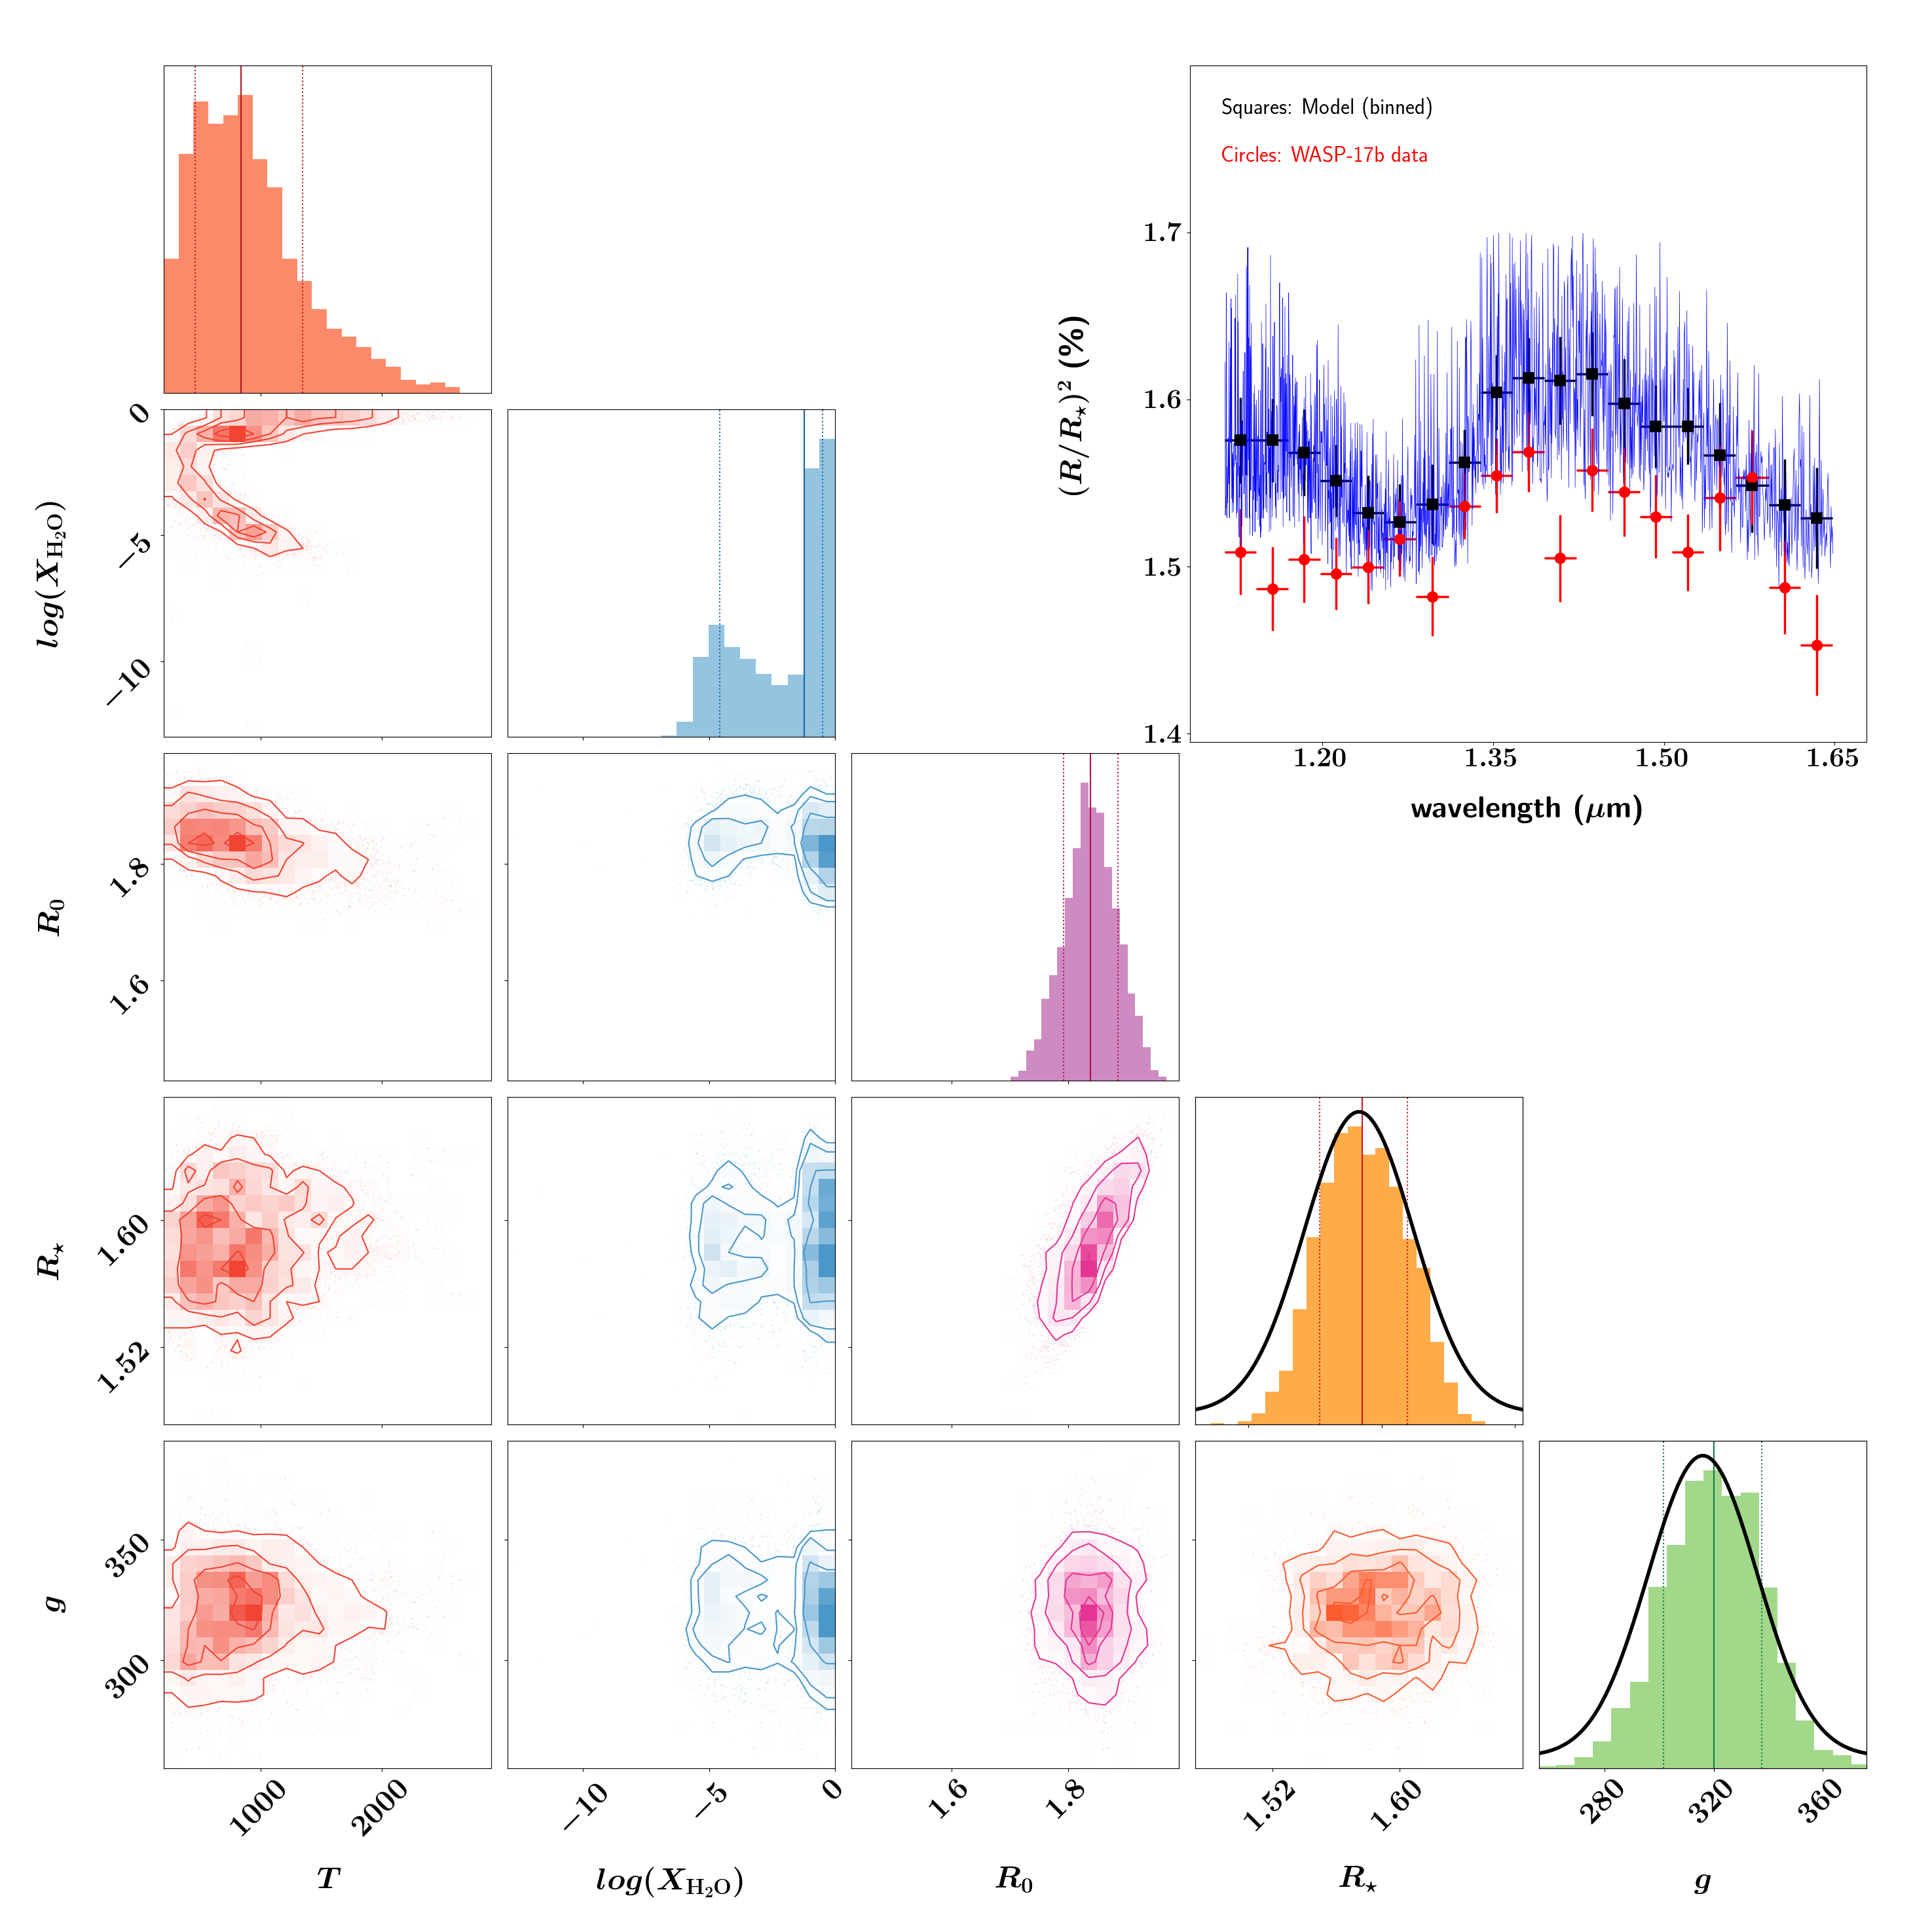 Squares: Model (binned)
Circles: WASP-17b data
(R/R⋆)² (%)
1.7
1.6
1.5
1.4
1.20 1.35 1.50 1.65
wavelength (μm)
log(X_H₂O)
0
−5
−10
R₀
1.8
1.6
R⋆
1.60
1.52
g
350
300
1000 2000 −10 −5 0 1.6 1.8 1.52 1.60 280 320 360
T log(X_H₂O) R₀ R⋆ g